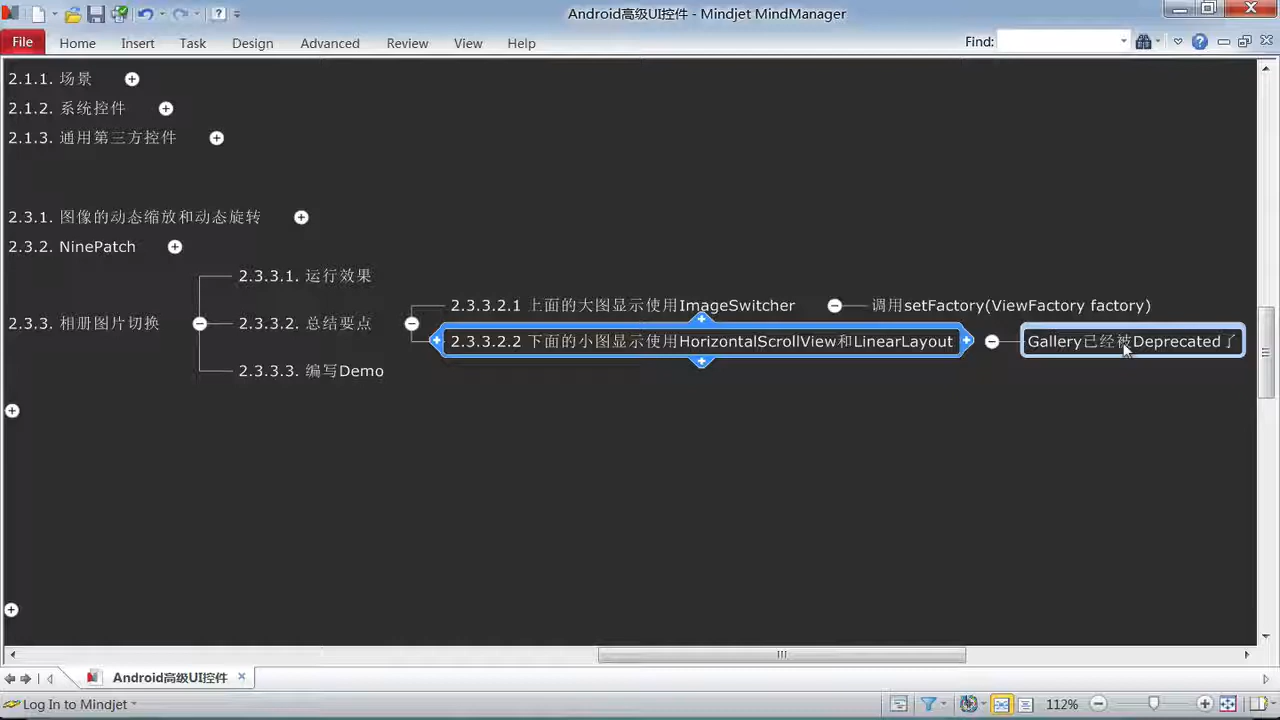 Android高级UI控件 - Mindjet MindManager
File Home Insert Task Design Advanced Review View Help Find:
2.1.1. 场景
2.1.2. 系统控件
2.1.3. 通用第三方控件
2.3.1. 图像的动态缩放和动态旋转
2.3.2. NinePatch
2.3.3.1. 运行效果
2.3.3.2.1 上面的大图显示使用ImageSwitcher 调用setFactory(ViewFactory factory)
2.3.3. 相册图片切换 2.3.3.2. 总结要点
2.3.3.2.2 下面的小图显示使用HorizontalScrollView和LinearLayout Gallery已经被Deprecated了
2.3.3.3. 编写Demo
Android高级UI控件
Log In to Mindjet 112%